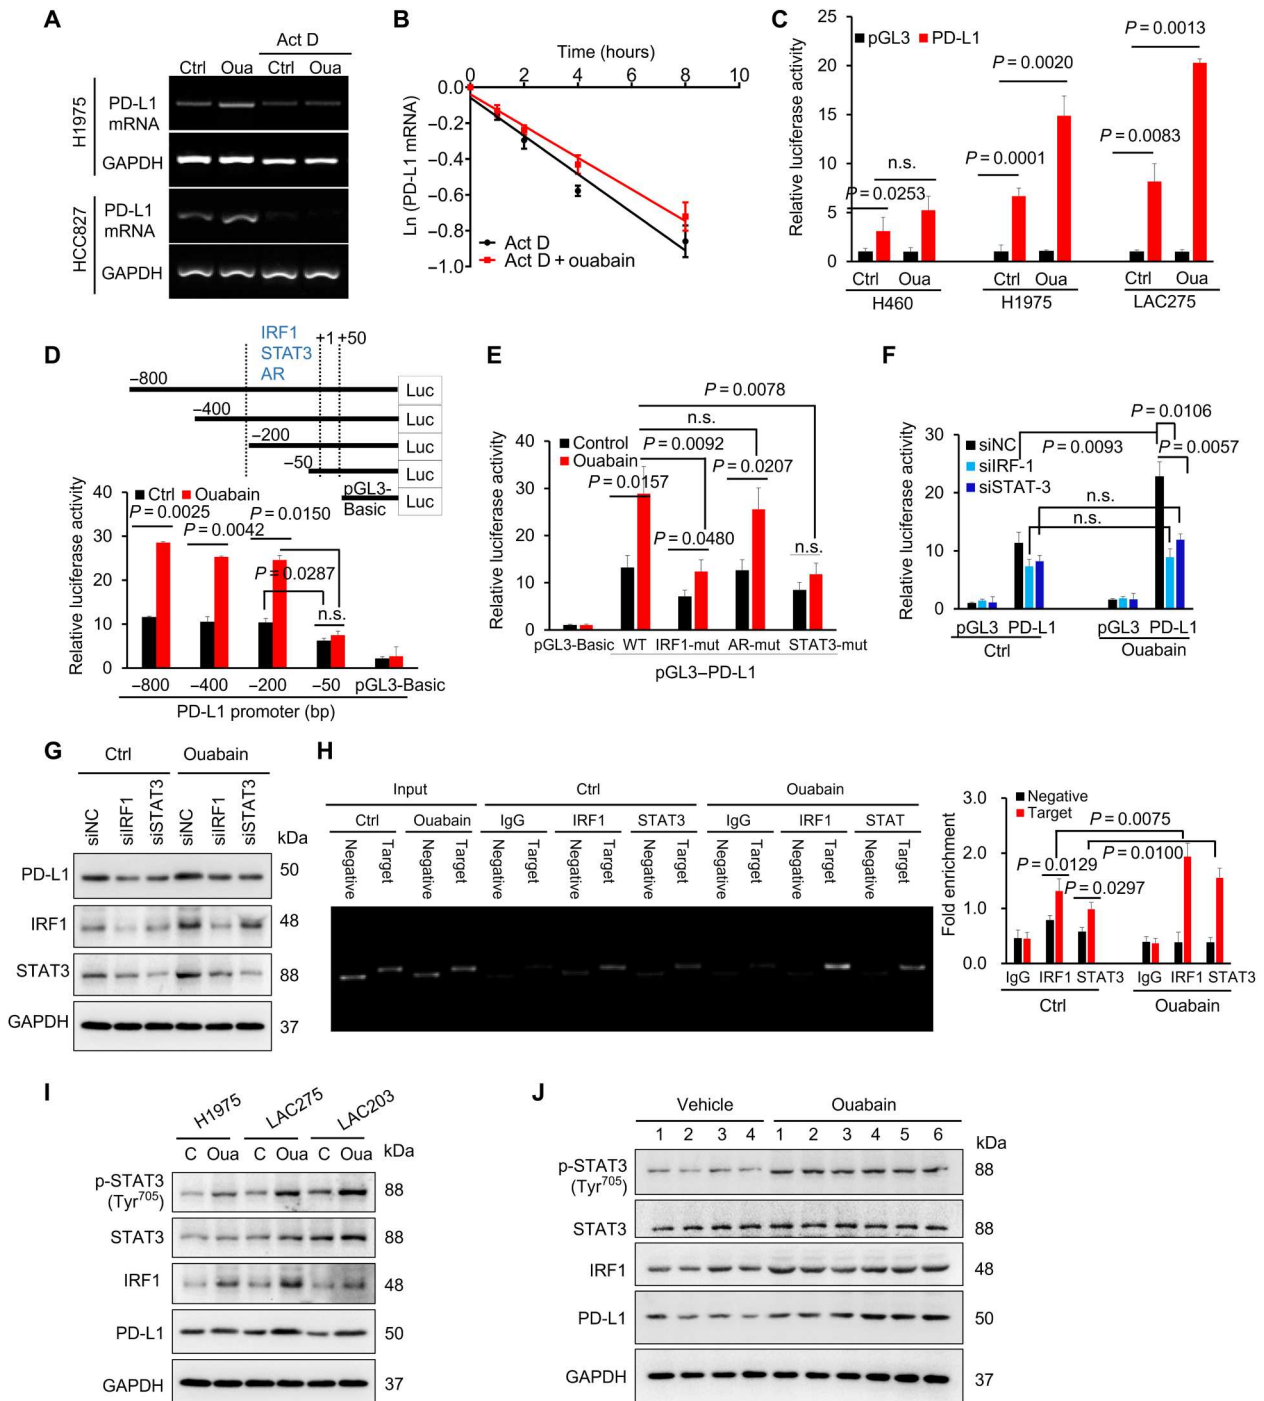 A
Act D
Ctrl Oua Ctrl Oua
H1975
PD-L1
mRNA
GAPDH
HCC827
PD-L1
mRNA
GAPDH
B
Time (hours)
0 2 4 6 8 10
Ln (PD-L1 mRNA)
–0.2
–0.4
–0.6
–0.8
–1.0
Act D
Act D + ouabain
C
Relative luciferase activity
25
20
15
10
5
0
pGL3 PD-L1
P = 0.0013
P = 0.0020
P = 0.0083
n.s.
P = 0.0001
P = 0.0253
Ctrl Oua Ctrl Oua Ctrl Oua
H460 H1975 LAC275
D
IRF1
STAT3
AR
+1 +50
–800
Luc
–400
Luc
–200
Luc
–50
Luc
pGL3-
Basic
Luc
Relative luciferase activity
40
30
20
10
0
Ctrl Ouabain
P = 0.0025
P = 0.0150
P = 0.0042
P = 0.0287
n.s.
–800 –400 –200 –50 pGL3-Basic
PD-L1 promoter (bp)
E
Relative luciferase activity
40
30
20
10
0
Control
Ouabain
P = 0.0078
n.s.
P = 0.0092
P = 0.0157
P = 0.0207
P = 0.0480
n.s.
pGL3-Basic WT IRF1-mut AR-mut STAT3-mut
pGL3–PD-L1
F
Relative luciferase activity
30
20
10
0
siNC
siIRF-1
siSTAT-3
P = 0.0106
P = 0.0093
P = 0.0057
n.s.
n.s.
pGL3 PD-L1 pGL3 PD-L1
Ctrl Ouabain
G
Ctrl Ouabain
siNC siIRF1 siSTAT3 siNC siIRF1 siSTAT3
kDa
PD-L1 50
IRF1 48
STAT3 88
GAPDH 37
H
Input Ctrl Ouabain
Ctrl Ouabain IgG IRF1 STAT3 IgG IRF1 STAT
Negative Target Negative Target Negative Target Negative Target Negative Target Negative Target Negative Target Negative Target
Fold enrichment
3.0
2.0
1.0
0.0
Negative
Target
P = 0.0075
P = 0.0100
P = 0.0129
P = 0.0297
IgG IRF1 STAT3 IgG IRF1 STAT3
Ctrl Ouabain
I
H1975 LAC275 LAC203
C Oua C Oua C Oua kDa
p-STAT3
(Tyr705)
88
STAT3 88
IRF1 48
PD-L1 50
GAPDH 37
J
Vehicle Ouabain
1 2 3 4 1 2 3 4 5 6 kDa
p-STAT3
(Tyr705)
88
STAT3 88
IRF1 48
PD-L1 50
GAPDH 37